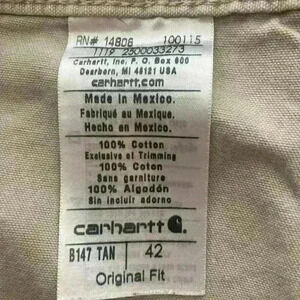 RN# 14806 100115
1119 2500033273
Carhartt, Inc. P. O. Box 600
Dearborn, MI 48121 USA
carhartt.com
Made in Mexico.
Fabriqué au Mexique.
Hecho en Mexico.
100% Cotton
Exclusive of Trimming
100% Coton
Sans garniture
100% Algodón
Sin incluir adorno
carhartt
B147 TAN 42
Original Fit